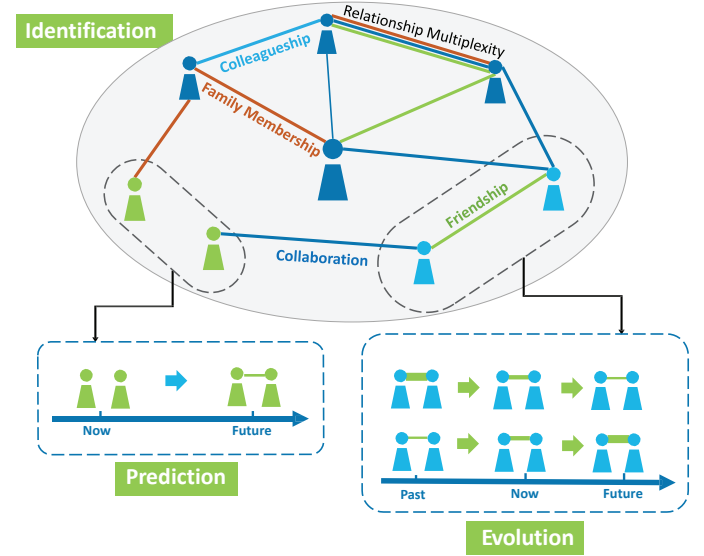 Identification
Relationship Multiplexity
Colleagueship
Family Membership
Friendship
Collaboration
Now
Future
Prediction
Past
Now
Future
Evolution